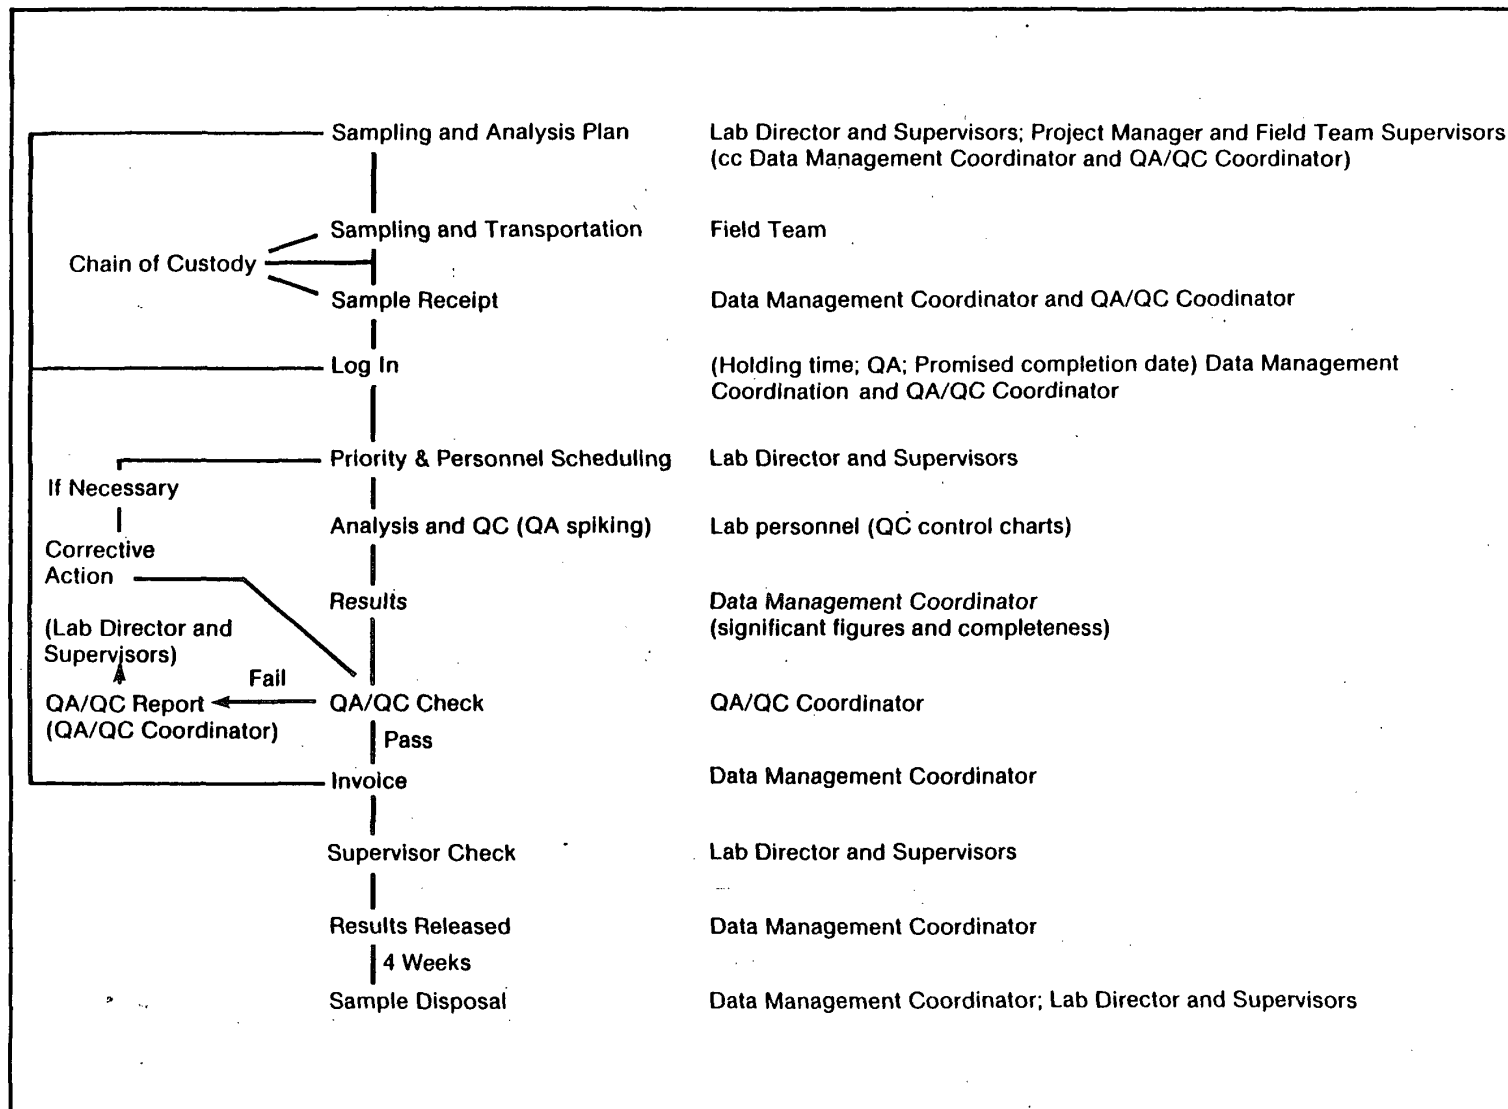 Sampling and Analysis Plan
Lab Director and Supervisors; Project Manager and Field Team Supervisors
(cc Data Management Coordinator and QA/QC Coordinator)
Sampling and Transportation
Field Team
Chain of Custody
Sample Receipt
Data Management Coordinator and QA/QC Coodinator
Log In
(Holding time; QA; Promised completion date) Data Management
Coordination and QA/QC Coordinator
Priority & Personnel Scheduling
Lab Director and Supervisors
If Necessary
Analysis and QC (QA spiking)
Lab personnel (QC control charts)
Corrective
Action
Results
Data Management Coordinator
(significant figures and completeness)
(Lab Director and
Supervisors)
Fail
QA/QC Report
(QA/QC Coordinator)
QA/QC Check
QA/QC Coordinator
Pass
Invoice
Data Management Coordinator
Supervisor Check
Lab Director and Supervisors
Results Released
Data Management Coordinator
4 Weeks
Sample Disposal
Data Management Coordinator; Lab Director and Supervisors